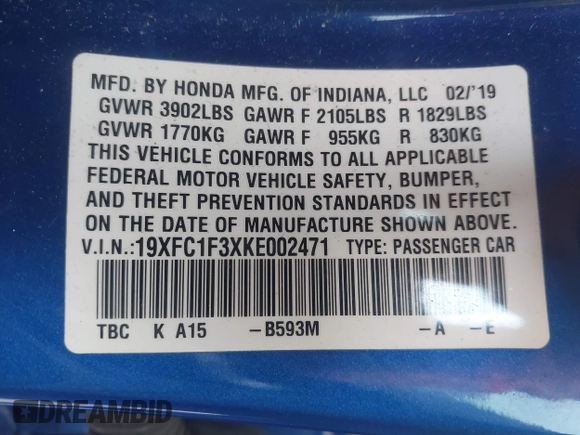 MFD. BY HONDA MFG. OF INDIANA, LLC 02/'19
GVWR 3902LBS GAWR F 2105LBS R 1829LBS
GVWR 1770KG GAWR F 955KG R 830KG
THIS VEHICLE CONFORMS TO ALL APPLICABLE
FEDERAL MOTOR VEHICLE SAFETY, BUMPER,
AND THEFT PREVENTION STANDARDS IN EFFECT
ON THE DATE OF MANUFACTURE SHOWN ABOVE.
V.I.N.:19XFC1F3XKE002471 TYPE: PASSENGER CAR
TBC K A15 –B593M –A –E
DREAMBID